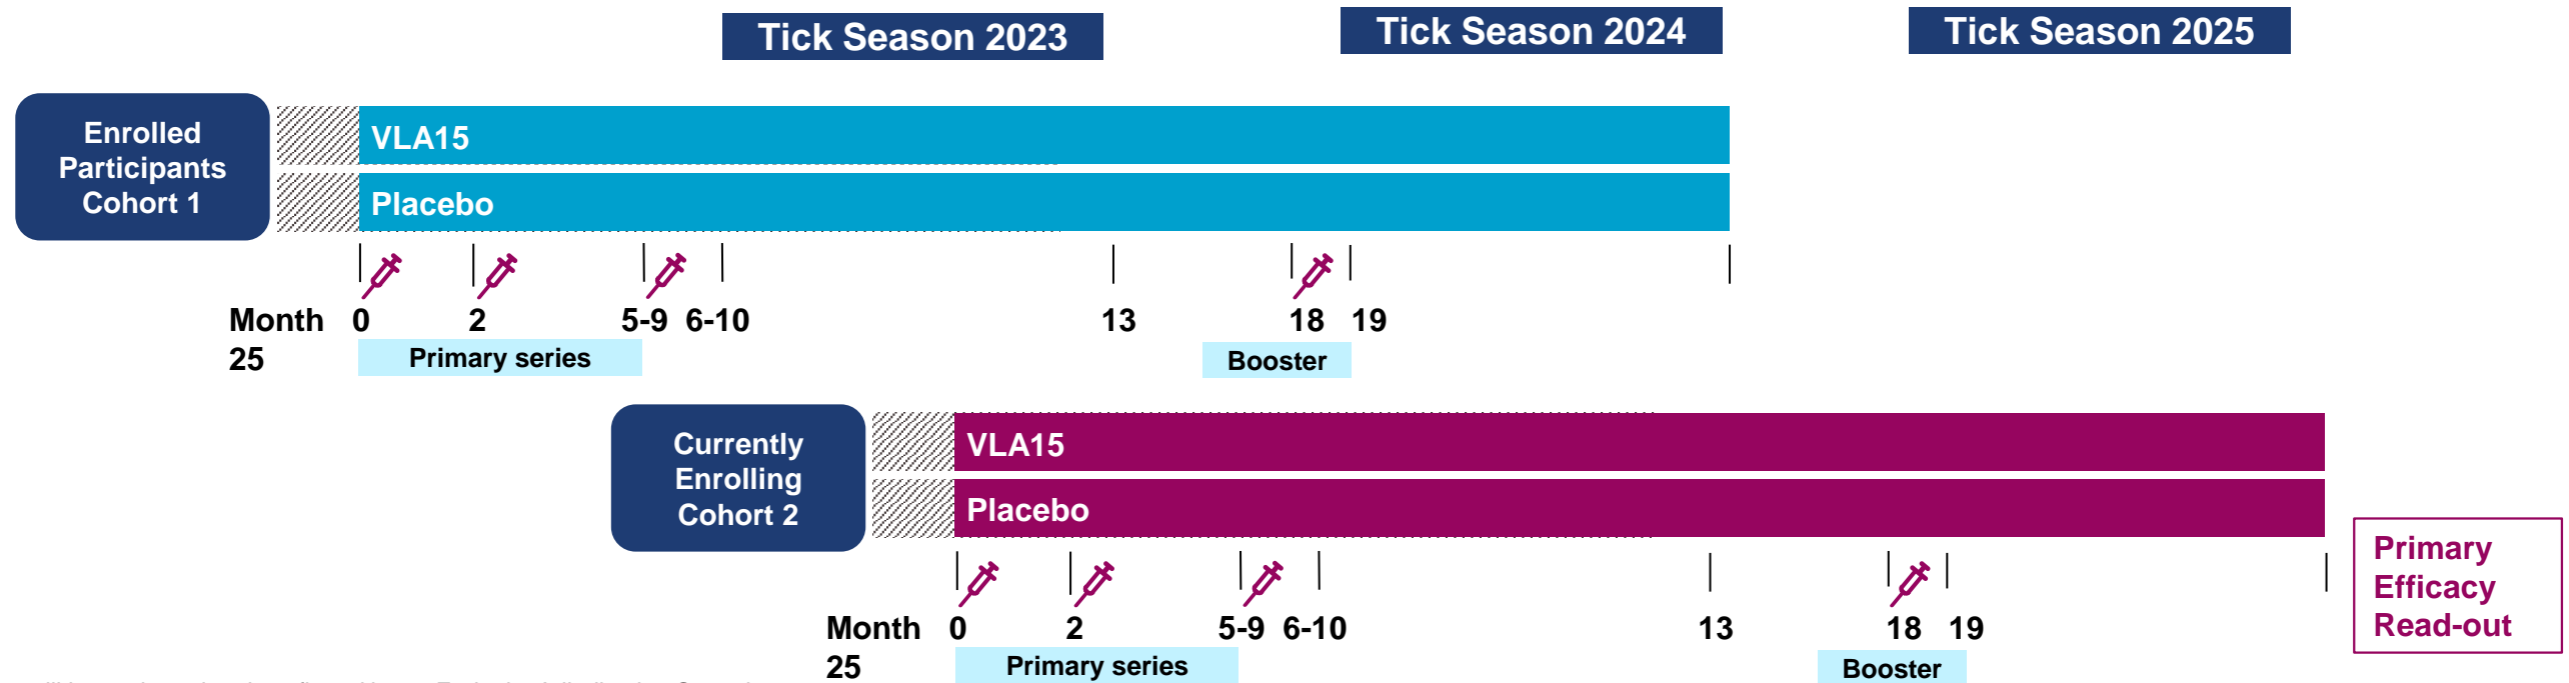 Tick Season 2023
Tick Season 2024
Tick Season 2025
Enrolled
Participants
Cohort 1
VLA15
Placebo
Month 0 2 5-9 6-10 13 18 19
25
Primary series
Booster
Currently
Enrolling
Cohort 2
VLA15
Placebo
Month 0 2 5-9 6-10 13 18 19
25
Primary series
Booster
Primary
Efficacy
Read-out